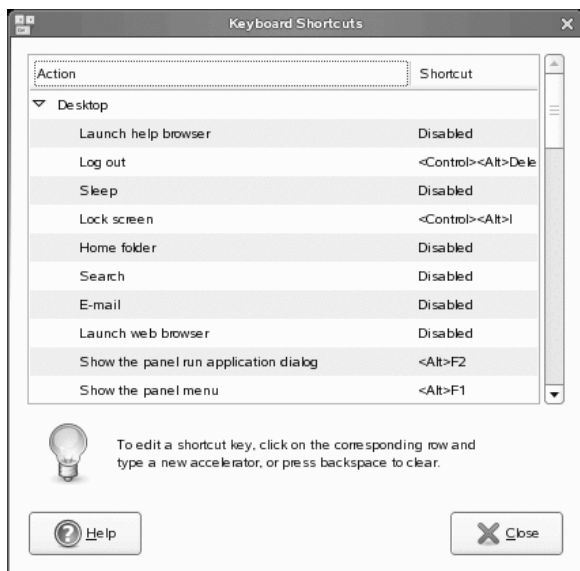 Keyboard Shortcuts
Action Shortcut
Desktop
Launch help browser Disabled
Log out <Control><Alt>Dele
Sleep Disabled
Lock screen <Control><Alt>l
Home folder Disabled
Search Disabled
E-mail Disabled
Launch web browser Disabled
Show the panel run application dialog <Alt>F2
Show the panel menu <Alt>F1
To edit a shortcut key, click on the corresponding row and
type a new accelerator, or press backspace to clear.
Help Close